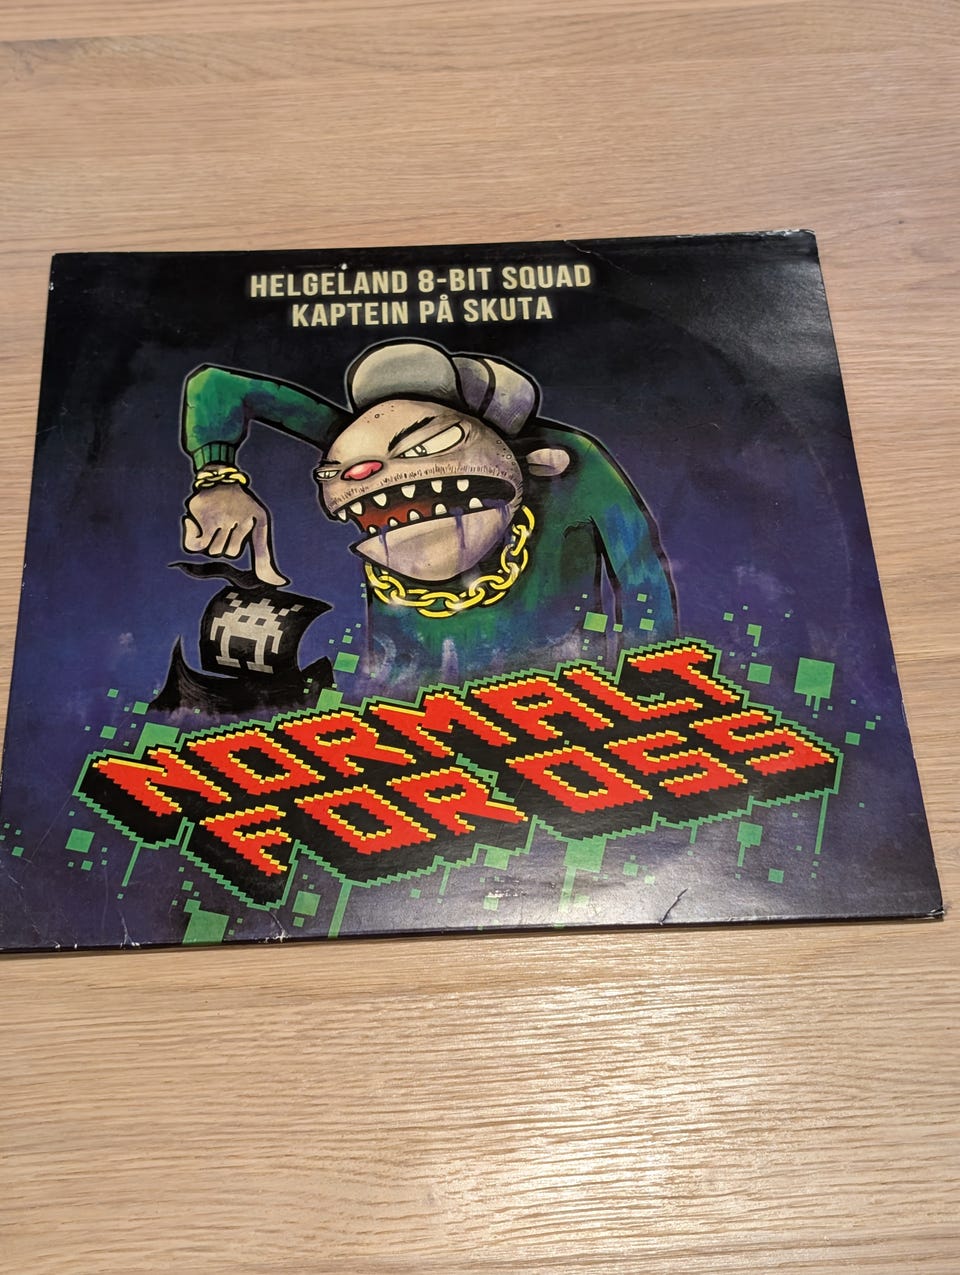 HELGELAND 8-BIT SQUAD
KAPTEIN PÅ SKUTA
NORMALT
FOR OSS